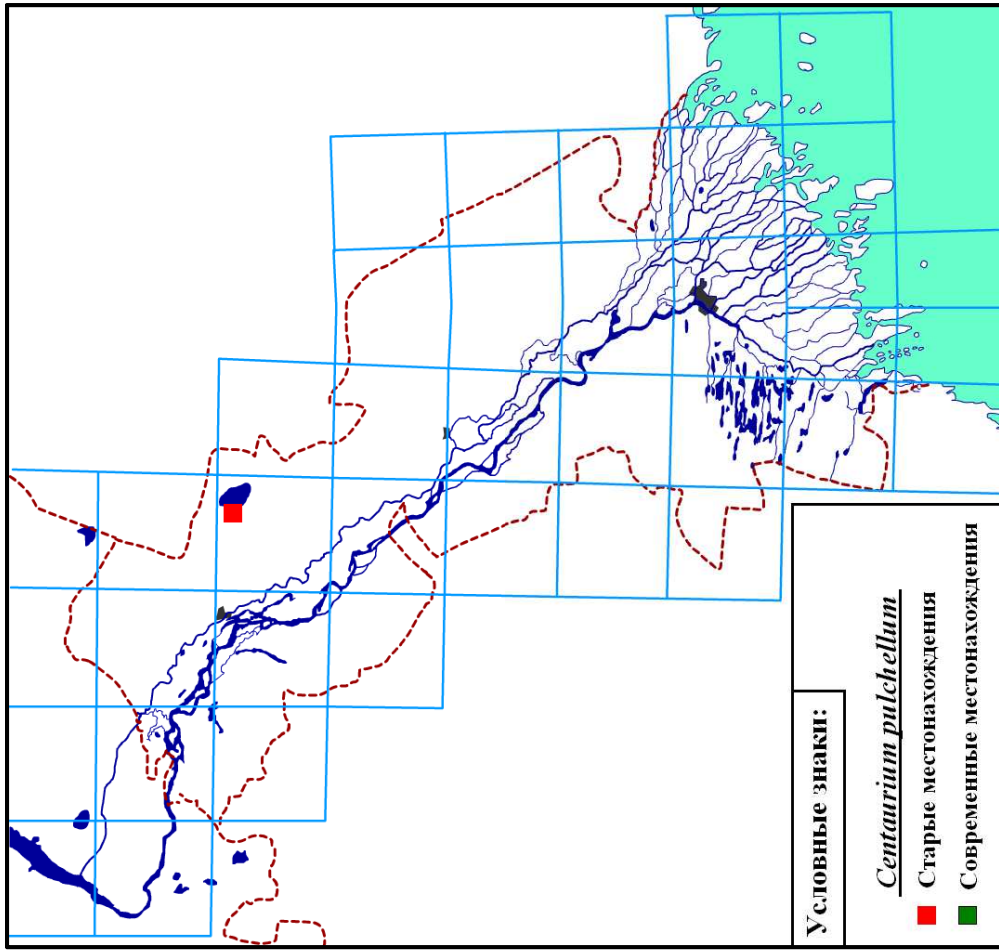 Условные знаки:
Centaurium pulchellum
Старые местонахождения
Современные местонахождения